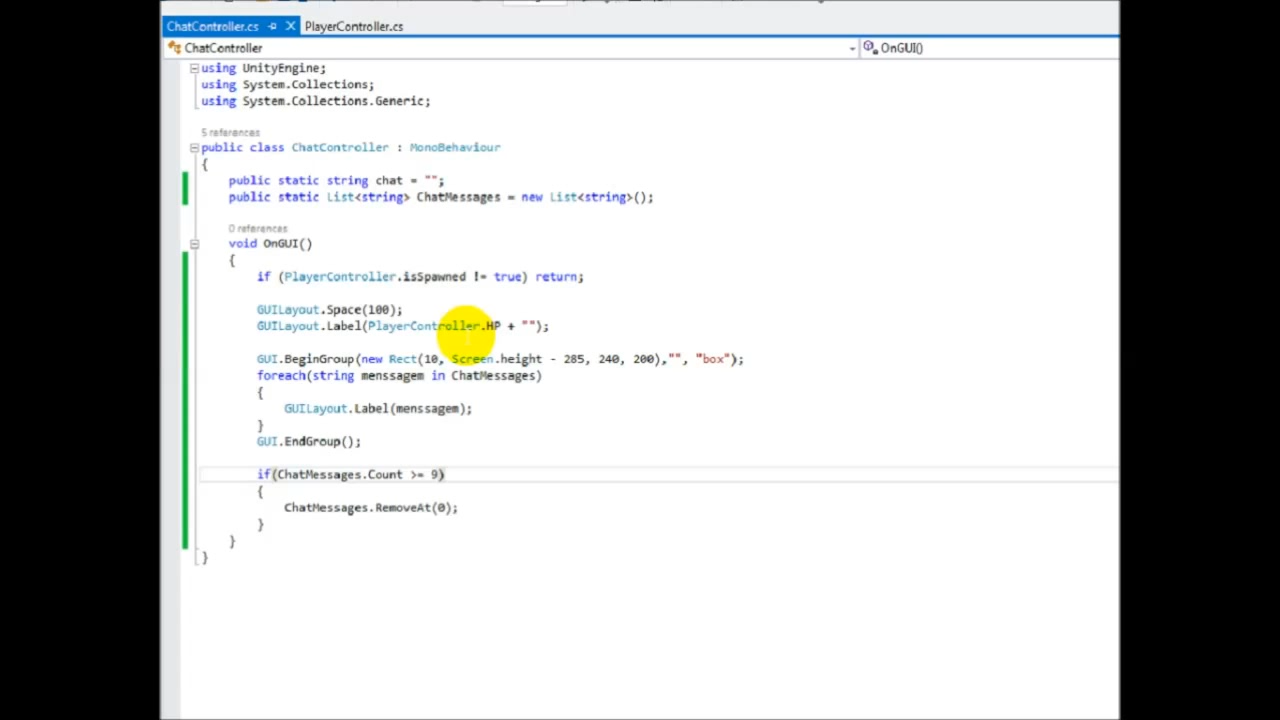 ChatController.cs PlayerController.cs
ChatController OnGUI()
using UnityEngine;
using System.Collections;
using System.Collections.Generic;
5 references
public class ChatController : MonoBehaviour
{
public static string chat = "";
public static List<string> ChatMessages = new List<string>();
0 references
void OnGUI()
{
if (PlayerController.isSpawned != true) return;
GUILayout.Space(100);
GUILayout.Label(PlayerController.HP + "");
GUI.BeginGroup(new Rect(10, Screen.height - 285, 240, 200),"", "box");
foreach(string menssagem in ChatMessages)
{
GUILayout.Label(menssagem);
}
GUI.EndGroup();
if(ChatMessages.Count >= 9)
{
ChatMessages.RemoveAt(0);
}
}
}